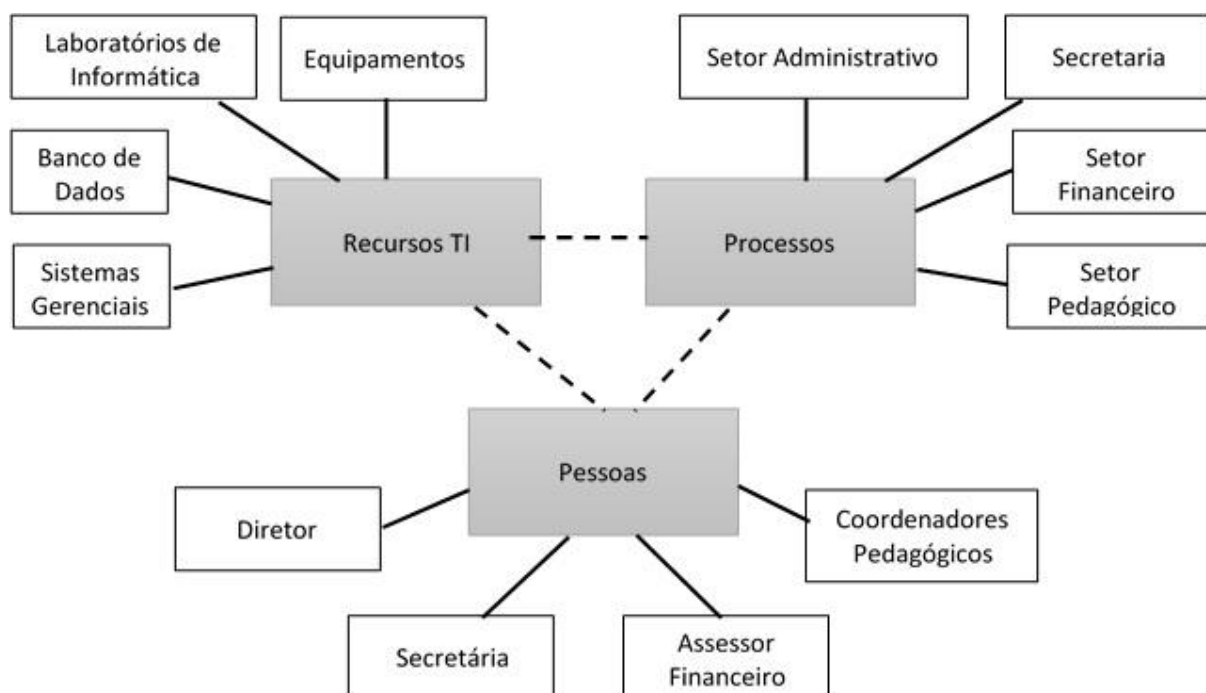 Laboratórios de
Informática
Equipamentos
Setor Administrativo
Secretaria
Banco de
Dados
Setor
Financeiro
Recursos TI
Processos
Sistemas
Gerenciais
Setor
Pedagógico
Pessoas
Diretor
Coordenadores
Pedagógicos
Secretária
Assessor
Financeiro